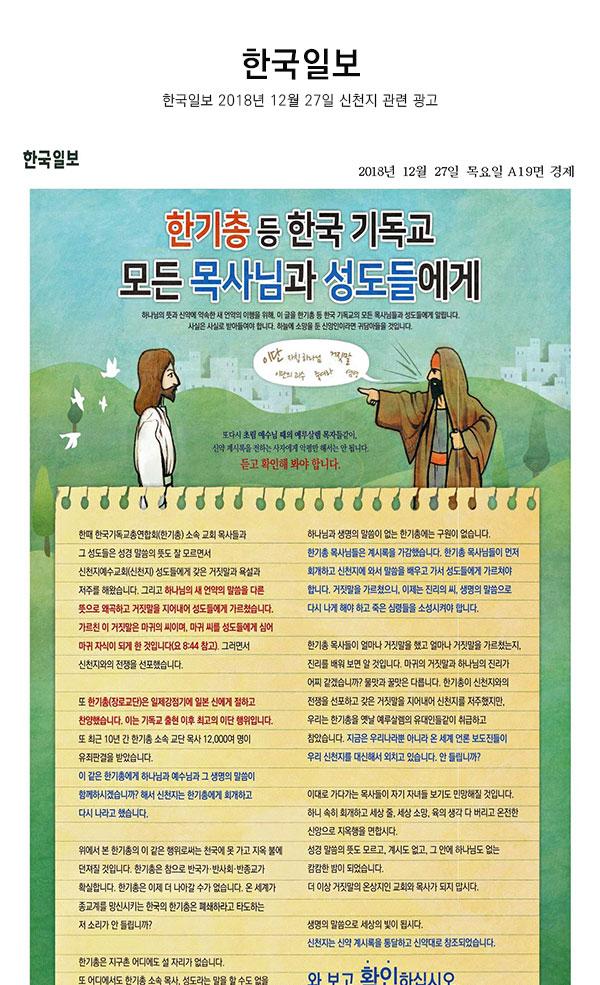 한국일보
한국일보 2018년 12월 27일 신천지 관련 광고
한국일보
2018년 12월 27일 목요일 A19면 경제
한기총 등 한국 기독교
모든 목사님과 성도들에게
하나님의 뜻과 신약에 약속한 새 언약의 이행을 위해, 이 글을 한기총 등 한국 기독교의 모든 목사님들과 성도들에게 알립니다.
사실은 사실로 받아들여야 합니다. 하늘에 소망을 둔 신앙인이라면 귀담아들을 것입니다.
이단 자칭 하나님 거짓말
이단의 괴수 죽여라
또다시 초림 예수님 때의 예루살렘 목자들같이,
신약 계시록을 전하는 사자에게 악평만 해서는 안 됩니다.
듣고 확인해 봐야 합니다.
한때 한국기독교총연합회(한기총) 소속 교회 목사들과
그 성도들은 성경 말씀의 뜻도 잘 모르면서
신천지예수교회(신천지) 성도들에게 갖은 거짓말과 욕설과
저주를 해왔습니다. 그리고 하나님의 새 언약의 말씀을 다른
뜻으로 왜곡하고 거짓말을 지어내어 성도들에게 가르쳤습니다.
가르친 이 거짓말은 마귀의 씨이며, 마귀 씨를 성도들에게 심어
마귀 자식이 되게 한 것입니다(요 8:44 참고). 그러면서
신천지와의 전쟁을 선포했습니다.
또 한기총(장로교단)은 일제강점기에 일본 신에게 절하고
찬양했습니다. 이는 기독교 출현 이후 최고의 이단 행위입니다.
또 최근 10년 간 한기총 소속 교단 목사 12,000여 명이
유죄판결을 받았습니다.
이 같은 한기총에게 하나님과 예수님과 그 생명의 말씀이
함께하시겠습니까? 해서 신천지는 한기총에게 회개하고
다시 나라고 했습니다.
위에서 본 한기총의 이 같은 행위로써는 천국에 못 가고 지옥 불에
던져질 것입니다. 한기총은 참으로 반국가·반사회·반종교가
확실합니다. 한기총은 이제 더 나아갈 수가 없습니다. 온 세계가
종교계를 망신시키는 한국의 한기총은 폐쇄하라고 타도하는
저 소리가 안 들립니까?
한기총은 지구촌 어디에도 설 자리가 없습니다.
또 어디에서도 한기총 소속 목사, 성도라는 말을 할 수도 없을
하나님과 생명의 말씀이 없는 한기총에는 구원이 없습니다.
한기총 목사님들은 계시록을 가감했습니다. 한기총 목사님들이 먼저
회개하고 신천지에 와서 말씀을 배우고 가서 성도들에게 가르쳐야
합니다. 거짓말을 가르쳤으니, 이제는 진리의 씨, 생명의 말씀으로
다시 나게 해야 하고 죽은 심령들을 소성시켜야 합니다.
한기총 목사들이 얼마나 거짓말을 했고 얼마나 거짓말을 가르쳤는지,
진리를 배워 보면 알 것입니다. 마귀의 거짓말과 하나님의 진리가
어찌 같겠습니까? 물맛과 꿀맛은 다릅니다. 한기총이 신천지와의
전쟁을 선포하고 갖은 거짓말을 지어내어 신천지를 저주했지만,
우리는 한기총을 옛날 예루살렘의 유대인들같이 취급하고
참았습니다. 지금은 우리나라뿐 아니라 온 세계 언론 보도진들이
우리 신천지를 대신해서 외치고 있습니다. 안 들립니까?
이대로 가다가는 목사들이 자기 자녀들 보기도 민망해질 것입니다.
하니 속히 회개하고 세상 줄, 세상 소망, 육의 생각 다 버리고 온전한
신앙으로 지옥행을 면합시다.
성경 말씀의 뜻도 모르고, 계시도 없고, 그 안에 하나님도 없는
캄캄한 밤이 되었습니다.
더 이상 거짓말의 온상지인 교회와 목사가 되지 맙시다.
생명의 말씀으로 세상의 빛이 됩시다.
신천지는 신약 계시록을 통달하고 신약대로 창조되었습니다.
와 보고 확인하십시오